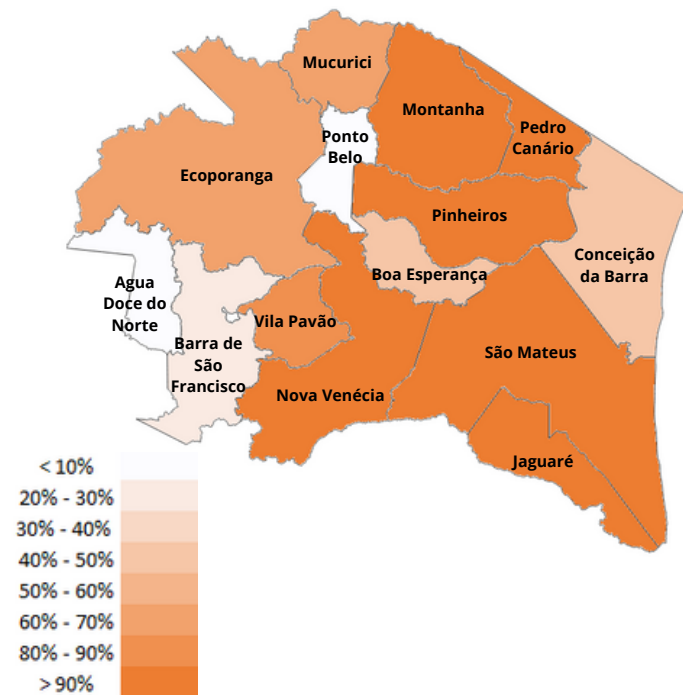 Mucurici
Montanha
Ponto
Belo
Pedro
Canário
Ecoporanga
Pinheiros
Conceição
da Barra
Boa Esperança
Agua
Doce do
Norte
Vila Pavão
Barra de
São
Francisco
São Mateus
Nova Venécia
Jaguaré
< 10%
20% - 30%
30% - 40%
40% - 50%
50% - 60%
60% - 70%
80% - 90%
> 90%